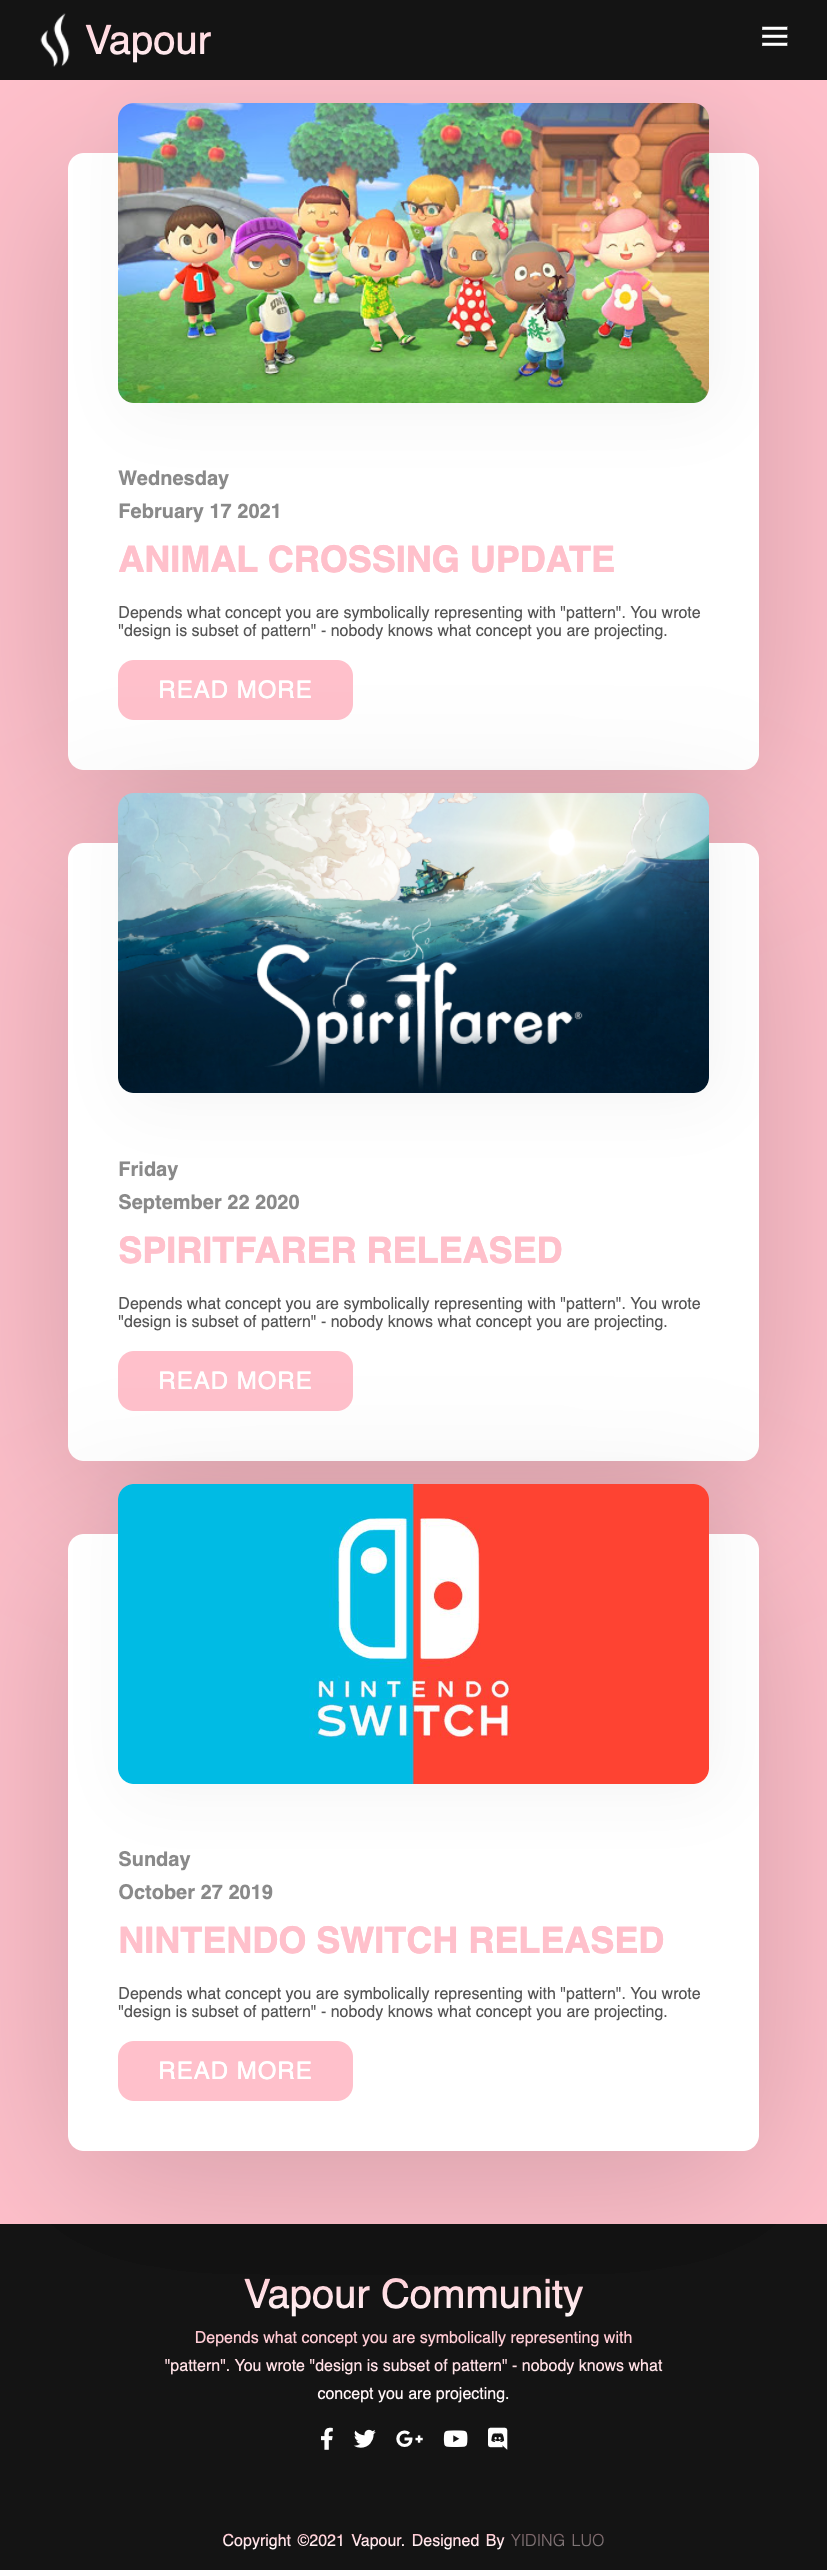 Vapour
Wednesday
February 17 2021
ANIMAL CROSSING UPDATE
Depends what concept you are symbolically representing with "pattern". You wrote
"design is subset of pattern" - nobody knows what concept you are projecting.
READ MORE
Spiritfarer®
Friday
September 22 2020
SPIRITFARER RELEASED
Depends what concept you are symbolically representing with "pattern". You wrote
"design is subset of pattern" - nobody knows what concept you are projecting.
READ MORE
NINTENDO
SWITCH
Sunday
October 27 2019
NINTENDO SWITCH RELEASED
Depends what concept you are symbolically representing with "pattern". You wrote
"design is subset of pattern" - nobody knows what concept you are projecting.
READ MORE
Vapour Community
Depends what concept you are symbolically representing with
"pattern". You wrote "design is subset of pattern" - nobody knows what
concept you are projecting.
Copyright ©2021 Vapour. Designed By YIDING LUO